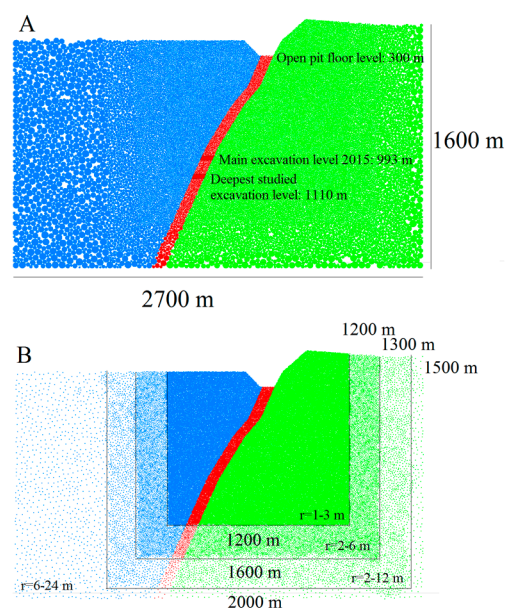 A
Open pit floor level: 300 m
1600 m
Main excavation level 2015: 993 m
Deepest studied
excavation level: 1110 m
2700 m
B
1200 m
1300 m
1500 m
r=1-3 m
1200 m
r=2-6 m
1600 m
r=6-24 m
r=2-12 m
2000 m